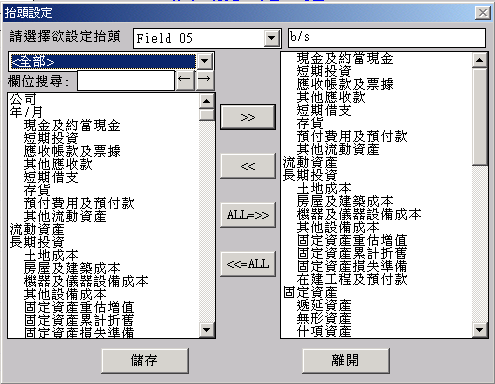 抬頭設定
請選擇欲設定抬頭 Field 05 b/s
<全部>
欄位搜尋: ← →
公司
年/月
現金及約當現金
短期投資
應收帳款及票據
其他應收款
短期借支
存貨
預付費用及預付款
其他流動資產
流動資產
長期投資
土地成本
房屋及建築成本
機器及儀器設備成本
其他設備成本
固定資產重估增值
固定資產累計折舊
固定資產損失準備
>>
<<
ALL=>>
<<=ALL
現金及約當現金
短期投資
應收帳款及票據
其他應收款
短期借支
存貨
預付費用及預付款
其他流動資產
流動資產
長期投資
土地成本
房屋及建築成本
機器及儀器設備成本
其他設備成本
固定資產重估增值
固定資產累計折舊
固定資產損失準備
在建工程及預付款
固定資產
遞延資產
無形資產
什項資產
儲存 離開